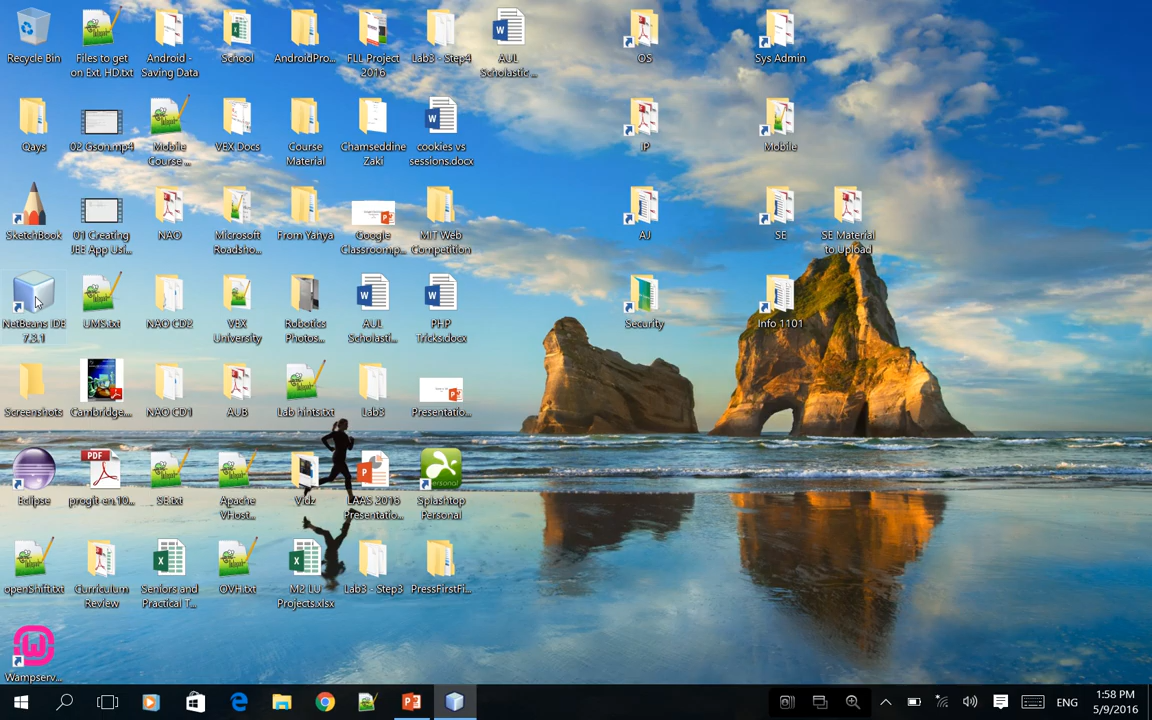 Recycle Bin
Files to get
on Ext. HD.txt
Android -
Saving Data
School
AndroidPro...
FLL Project
2016
Lab3 - Step4
AUL
Scholastic ...
OS
Sys Admin
Qays
02 Gson.mp4
Mobile
Course ...
VEX Docs
Course
Material
Chamseddine
Zaki
cookies vs
sessions.docx
IP
Mobile
SketchBook
01 Creating
JEE App Usi...
NAO
Microsoft
Roadsho...
From Yahya
Google
Classroomp...
MIT Web
Competition
AJ
SE
SE Material
to Upload
NetBeans IDE
7.3.1
UMS.txt
NAO CD2
VEX
University
Robotics
Photos...
AUL
Scholasti...
PHP
Tricks.docx
Security
Info 1101
Screenshots
Cambridge...
NAO CD1
AUB
Lab hints.txt
Lab3
Presentatio...
Eclipse
PDF
progit-en.10...
SE.txt
Apache
VHost...
Vidz
LAAS 2016
Presentatio...
Splashtop
Personal
openShift.txt
Curriculum
Review
Seniors and
Practical T...
OVH.txt
M2 LU
Projects.xlsx
Lab3 - Step3
PressFirstFi...
Wampserv...
ENG
1:58 PM
5/9/2016